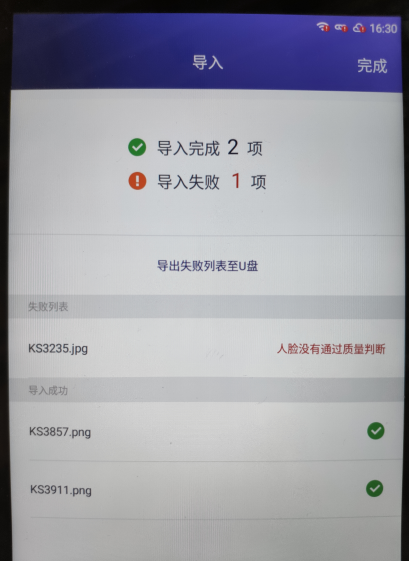 16:30
导入
完成
导入完成 2 项
导入失败 1 项
导出失败列表至U盘
失败列表
KS3235.jpg 人脸没有通过质量判断
导入成功
KS3857.png
KS3911.png